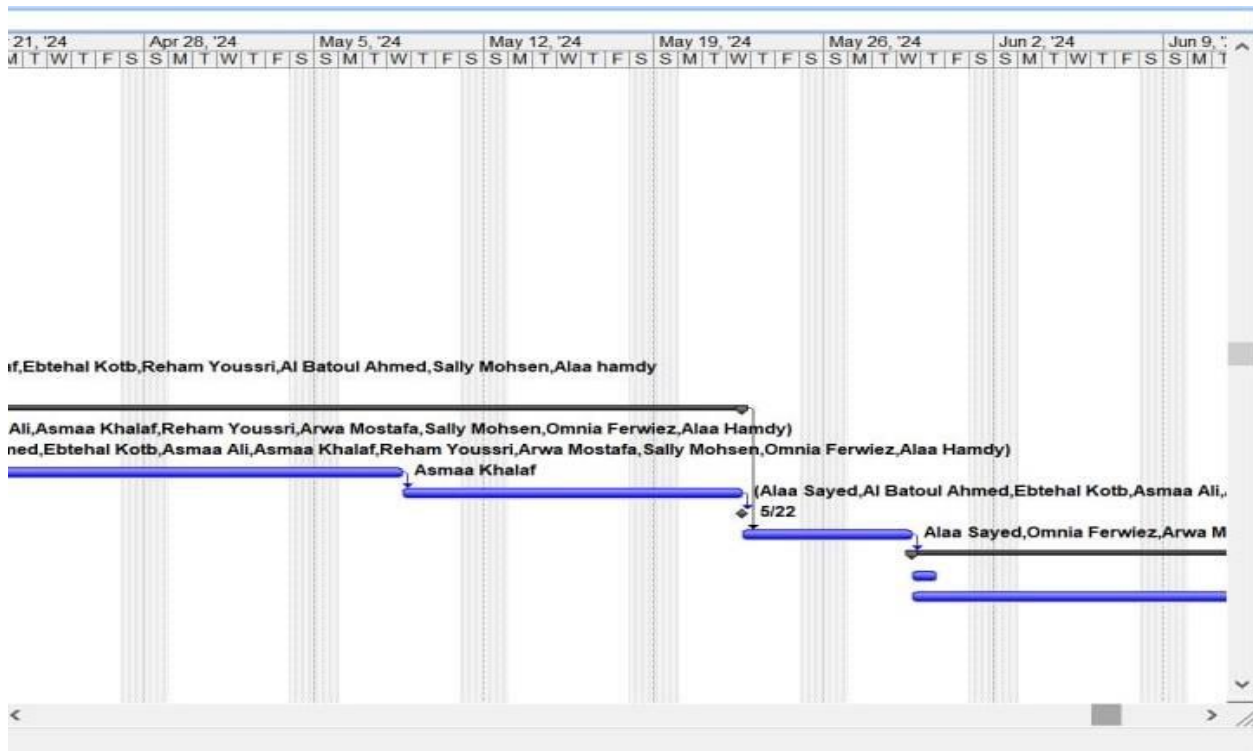 21, '24 Apr 28, '24 May 5, '24 May 12, '24 May 19, '24 May 26, '24 Jun 2, '24 Jun 9, '
M T W T F S S M T W T F S S M T W T F S S M T W T F S S M T W T F S S M T W T F S S M T W T F S S M T
af,Ebtehal Kotb,Reham Youssri,Al Batoul Ahmed,Sally Mohsen,Alaa hamdy
Ali,Asmaa Khalaf,Reham Youssri,Arwa Mostafa,Sally Mohsen,Omnia Ferwiez,Alaa Hamdy)
ned,Ebtehal Kotb,Asmaa Ali,Asmaa Khalaf,Reham Youssri,Arwa Mostafa,Sally Mohsen,Omnia Ferwiez,Alaa Hamdy)
Asmaa Khalaf
(Alaa Sayed,Al Batoul Ahmed,Ebtehal Kotb,Asmaa Ali,
5/22
Alaa Sayed,Omnia Ferwiez,Arwa M